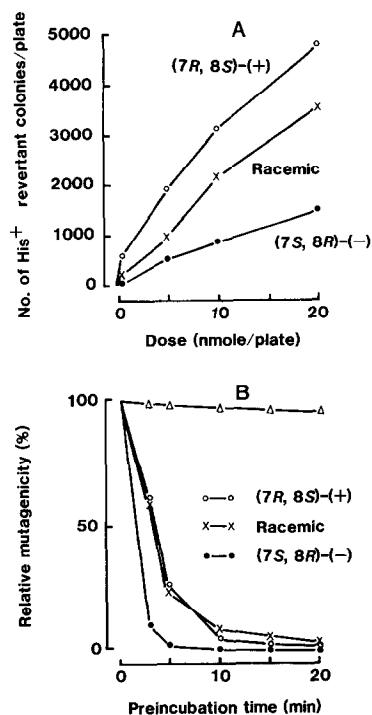 A
No. of His+ revertant colonies/plate
5000
4000
3000
2000
1000
0
(7R, 8S)-(+)
Racemic
(7S, 8R)-(-)
0 10 20
Dose (nmole/plate)
B
Relative mutagenicity (%)
100
50
0
(7R, 8S)-(+)
Racemic
(7S, 8R)-(-)
0 10 20
Preincubation time (min)